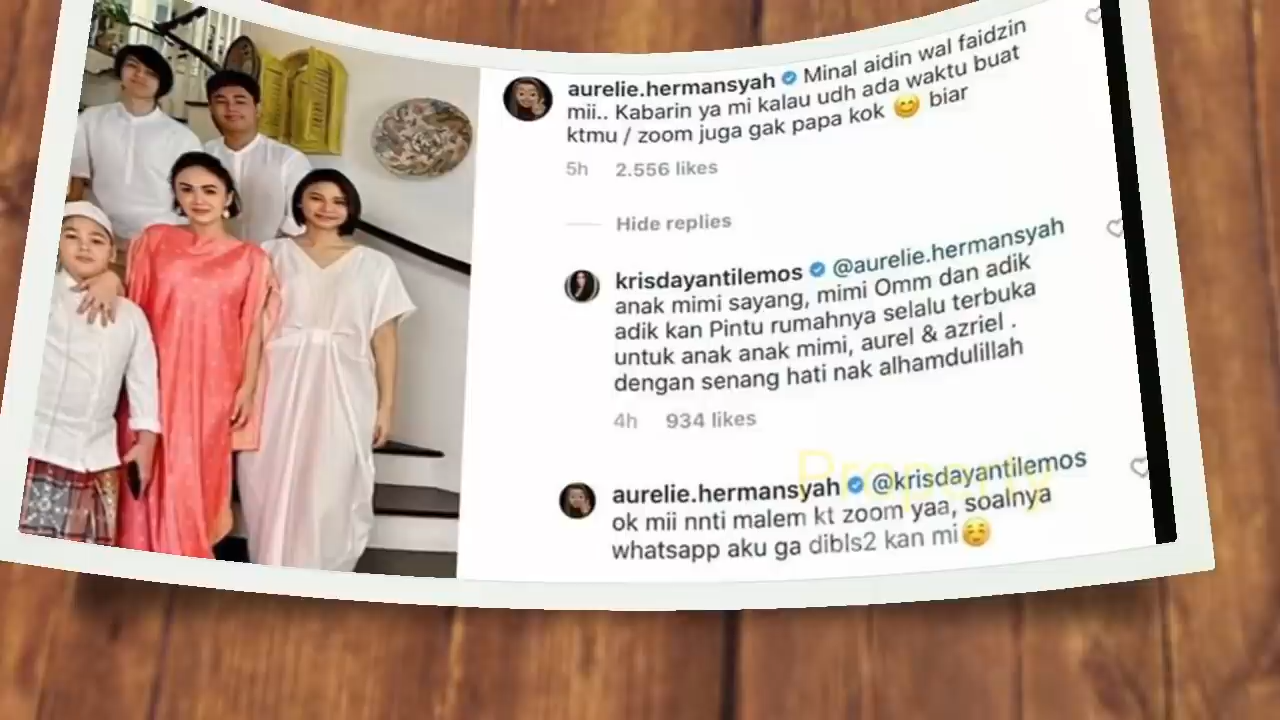 aurelie.hermansyah Minal aidin wal faidzin
mii.. Kabarin ya mi kalau udh ada waktu buat
ktmu / zoom juga gak papa kok 😊 biar
5h 2.556 likes
Hide replies
krisdayantilemos @aurelie.hermansyah
anak mimi sayang, mimi Omm dan adik
adik kan Pintu rumahnya selalu terbuka
untuk anak anak mimi, aurel & azriel .
dengan senang hati nak alhamdulillah
4h 934 likes
Property
aurelie.hermansyah @krisdayantilemos
ok mii nnti malem kt zoom yaa, soalnya
whatsapp aku ga dibls2 kan mi☺️